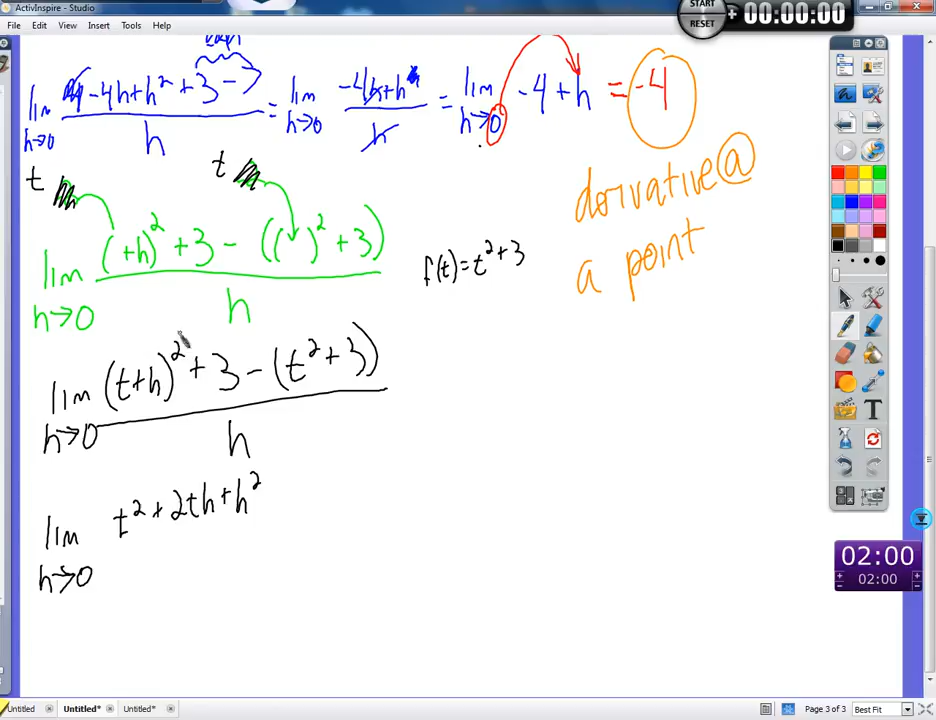 ActivInspire - Studio
START
RESET
00:00:00
File Edit View Insert Tools Help
lim h→0 4-4h+h²+3- / h = lim h→0 -4h+h² / h = lim h→0 -4+h = -4
t t
derivative @
a point
lim h→0 ( +h)²+3-(( )²+3) / h
f(t)=t²+3
lim h→0 (t+h)²+3-(t²+3) / h
lim h→0 t²+2th+h²
02:00
02:00
Untitled Untitled* Untitled* Page 3 of 3 Best Fit